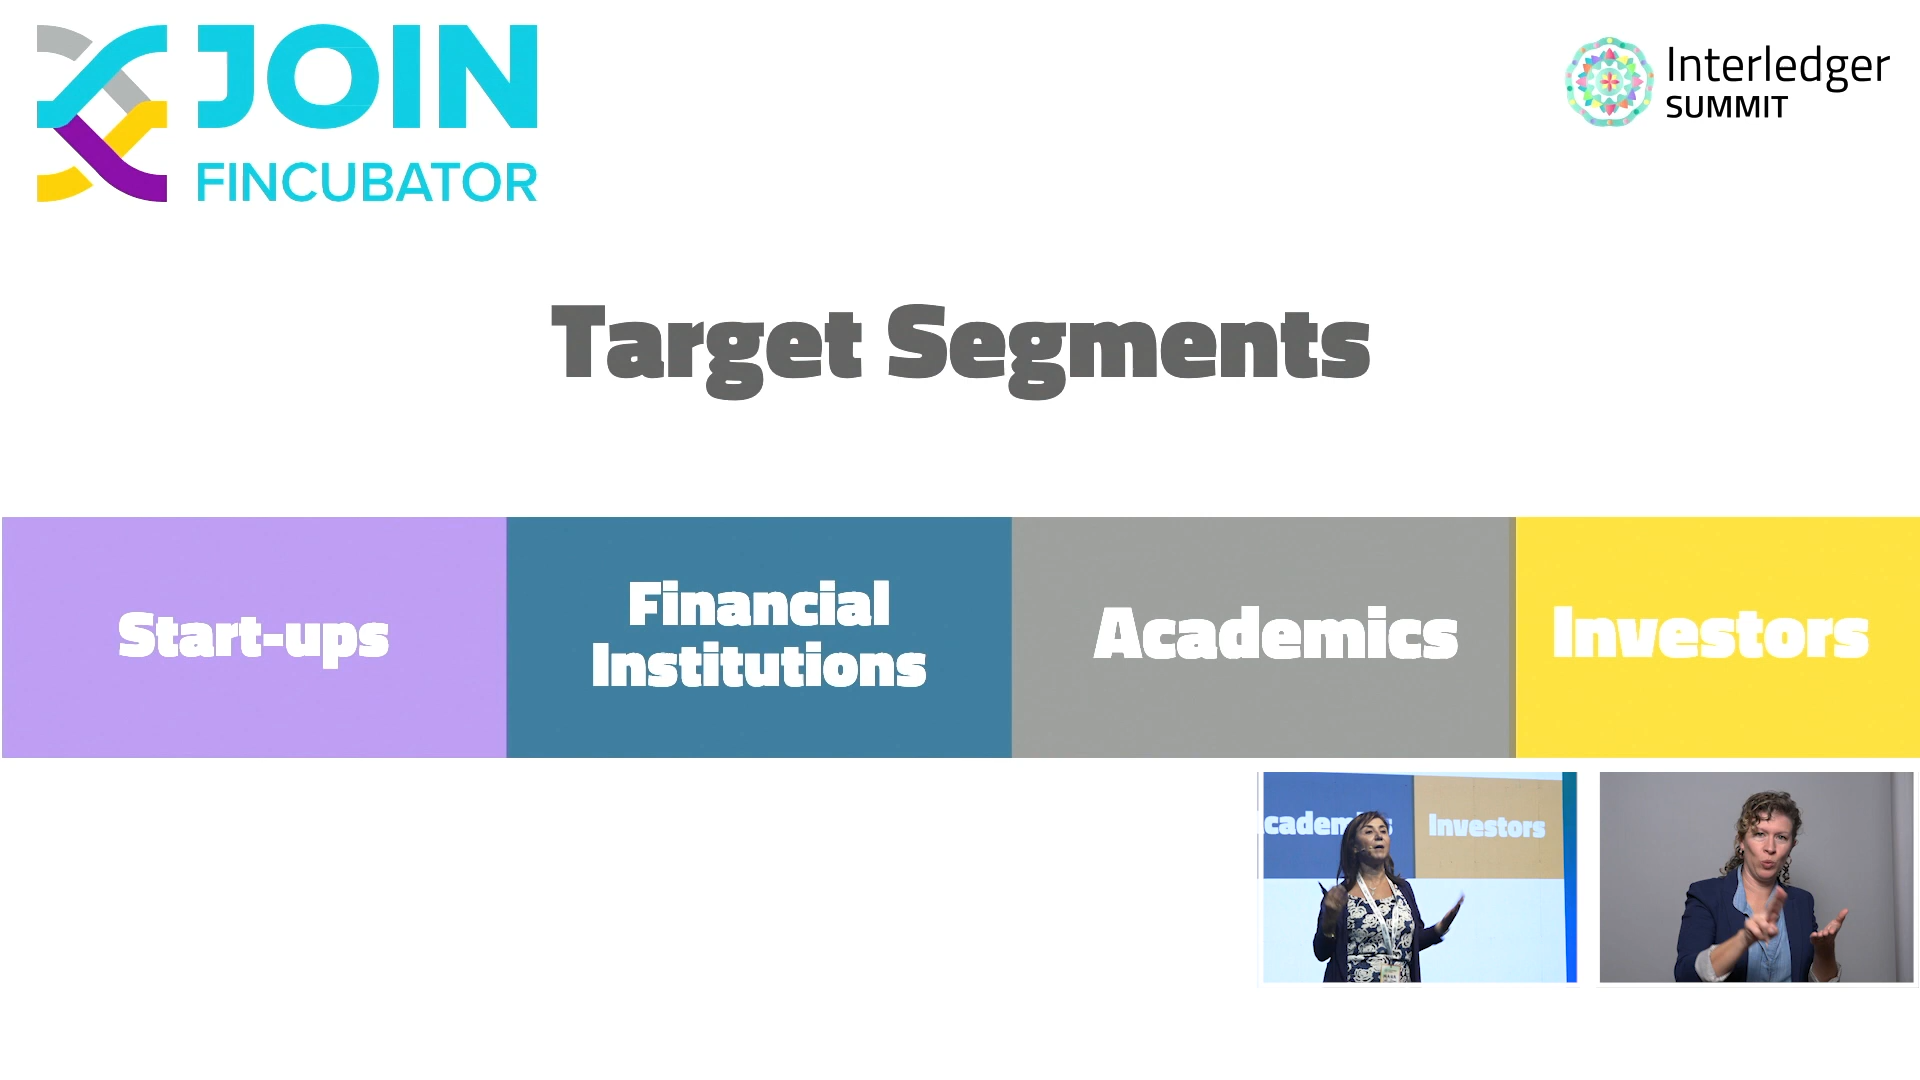 JOIN
FINCUBATOR
Interledger
SUMMIT
Target Segments
Start-ups
Financial
Institutions
Academics
Investors
Investors